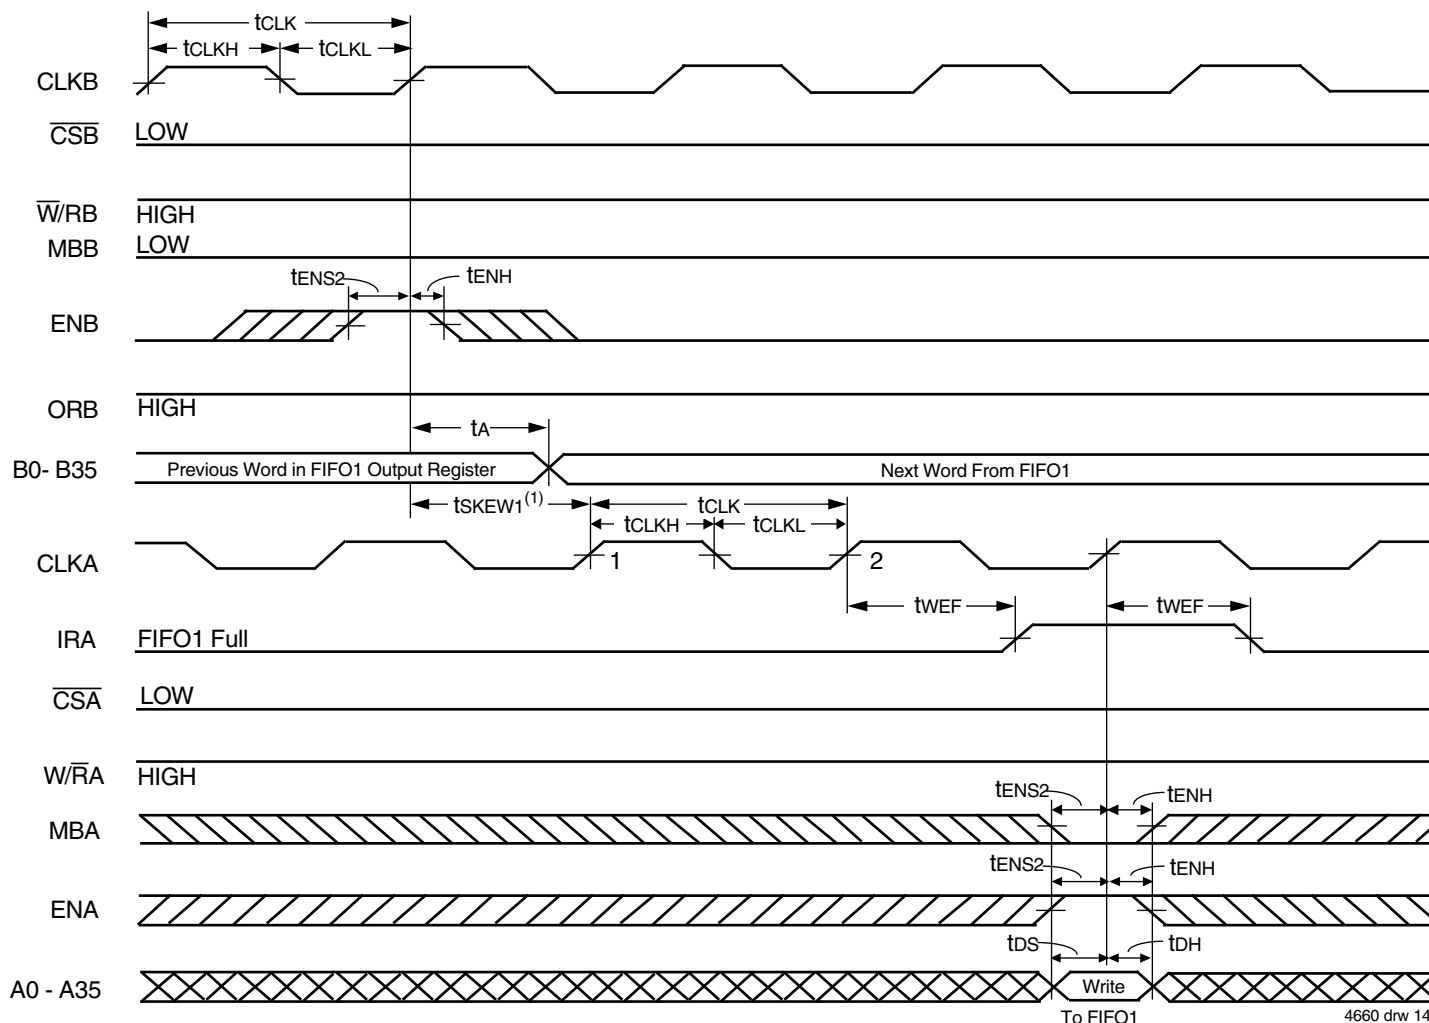 tCLK
tCLKH tCLKL
CLKB
CSB LOW
W/RB HIGH
MBB LOW
tENS2 tENH
ENB
ORB HIGH
tA
B0- B35 Previous Word in FIFO1 Output Register Next Word From FIFO1
tSKEW1(1) tCLK
tCLKH tCLKL
CLKA 1 2
tWEF tWEF
IRA FIFO1 Full
CSA LOW
W/RA HIGH
tENS2 tENH
MBA
tENS2 tENH
ENA
tDS tDH
A0 - A35 Write
To FIFO1 4660 drw 14